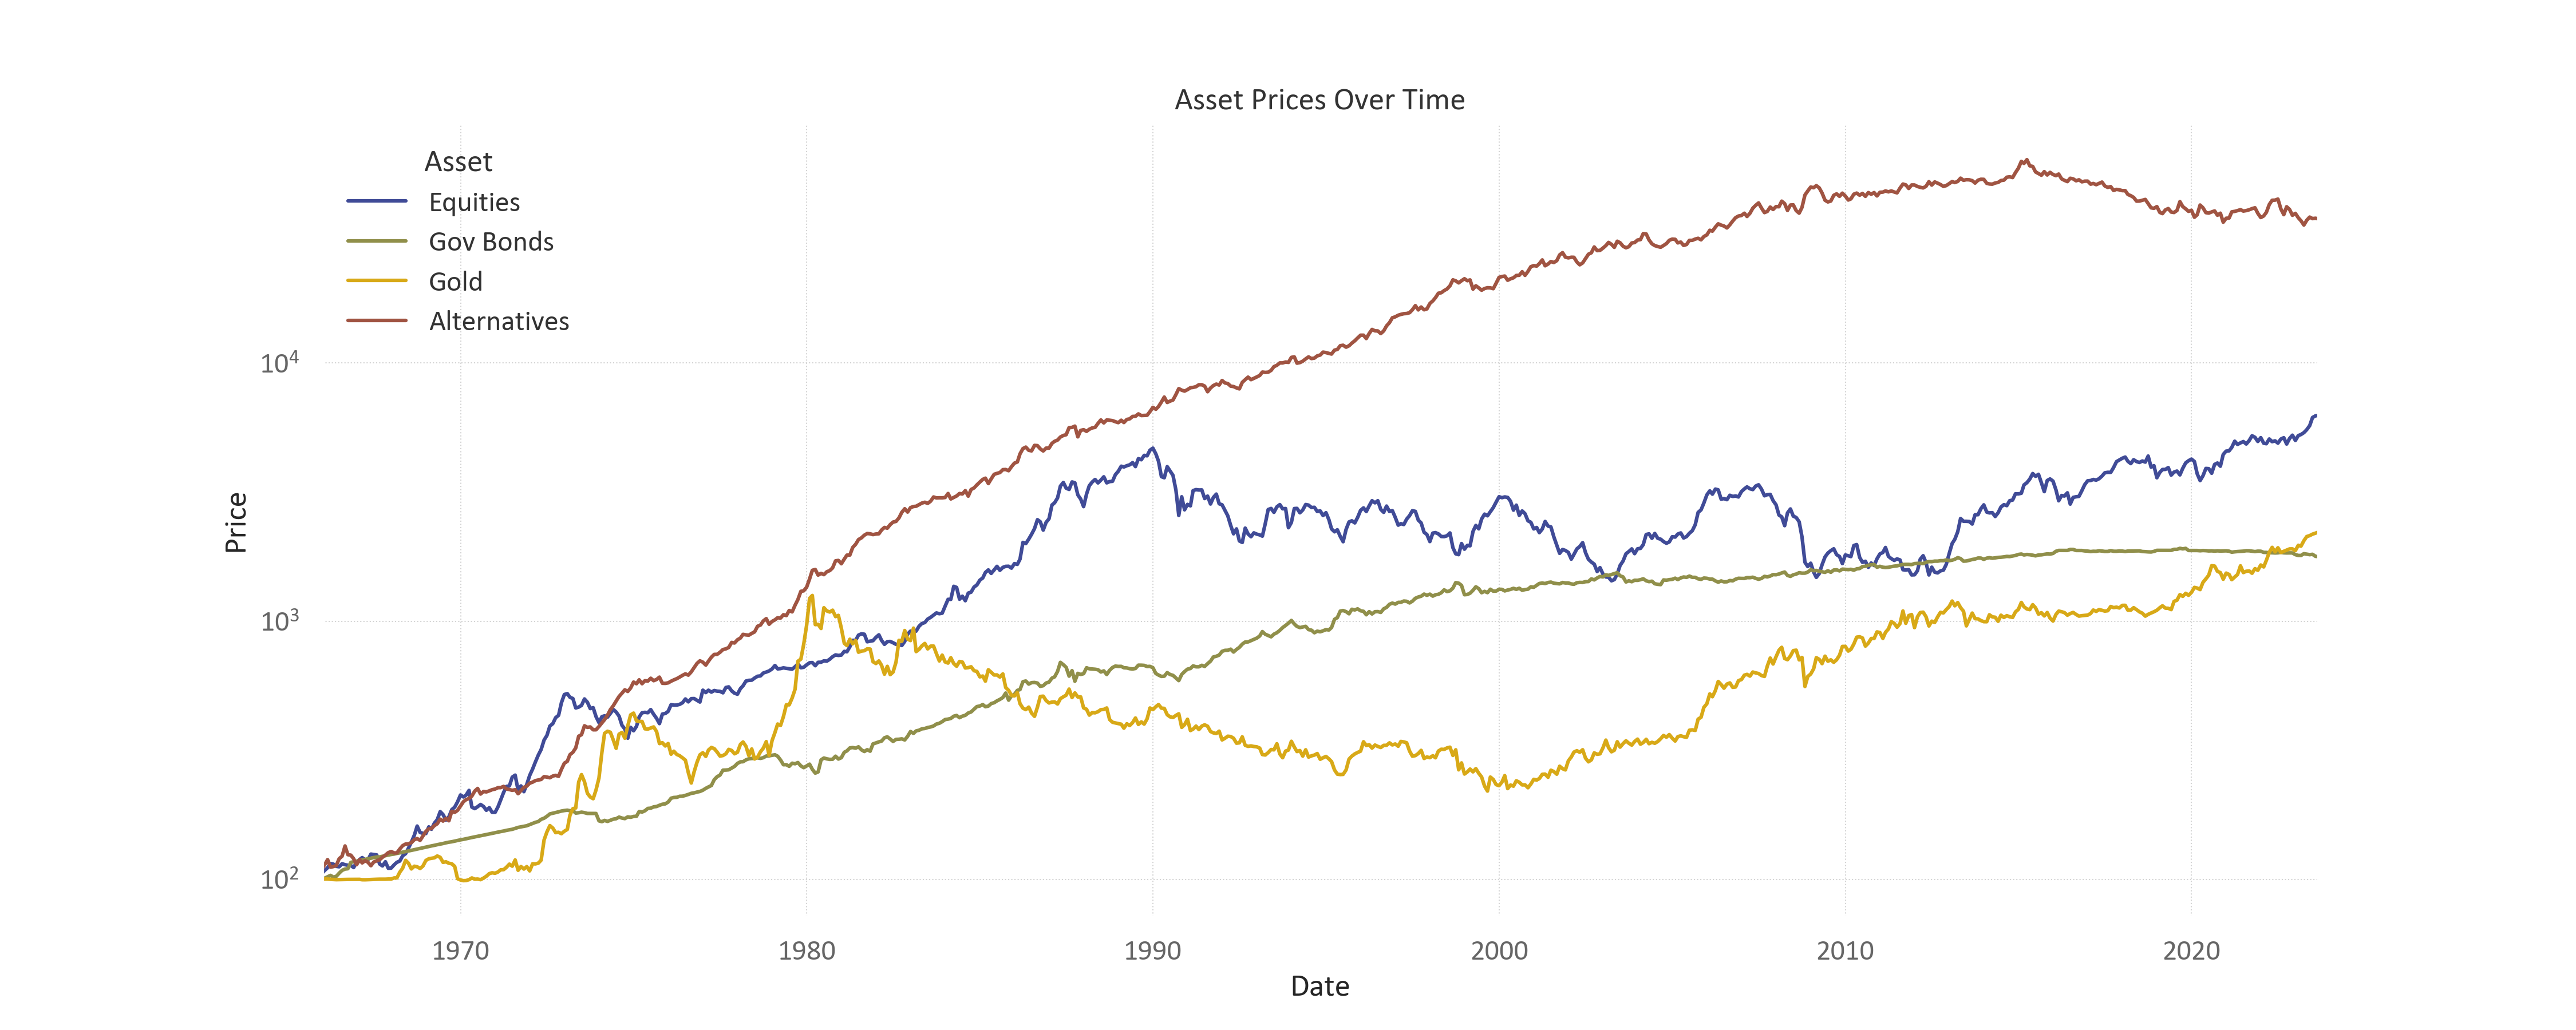 Asset Prices Over Time
Asset
Equities
Gov Bonds
Gold
Alternatives
Price
10⁴
10³
10²
1970 1980 1990 2000 2010 2020
Date